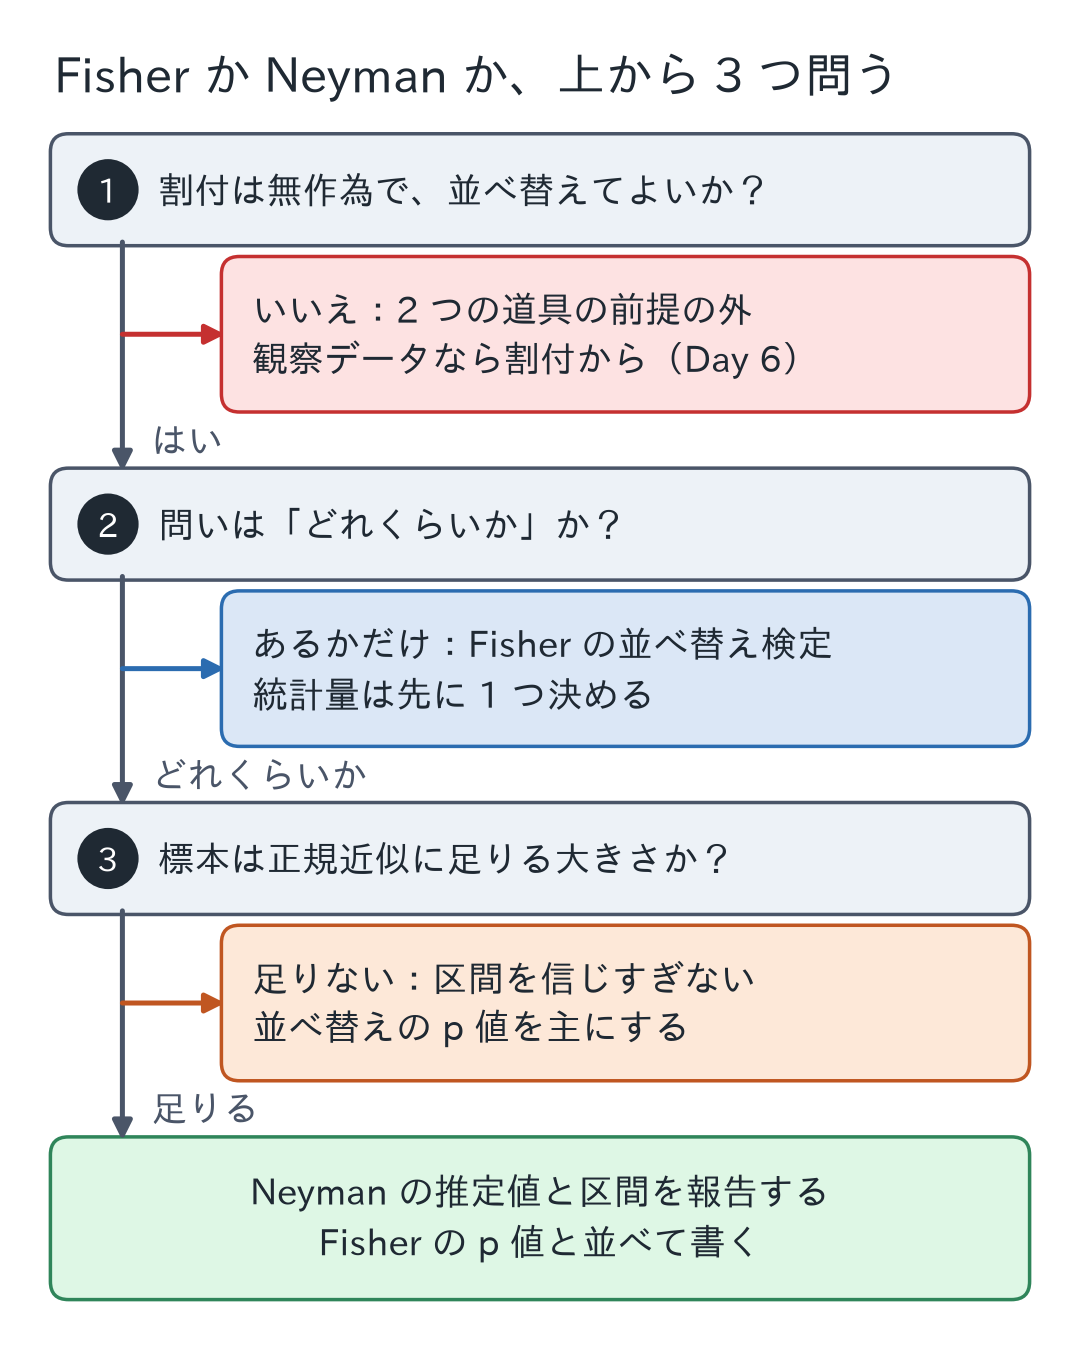 Fisher か Neyman か、上から 3 つ問う
1 割付は無作為で、並べ替えてよいか？
いいえ：2 つの道具の前提の外
観察データなら割付から（Day 6）
はい
2 問いは「どれくらいか」か？
あるかだけ：Fisher の並べ替え検定
統計量は先に 1 つ決める
どれくらいか
3 標本は正規近似に足りる大きさか？
足りない：区間を信じすぎない
並べ替えの p 値を主にする
足りる
Neyman の推定値と区間を報告する
Fisher の p 値と並べて書く